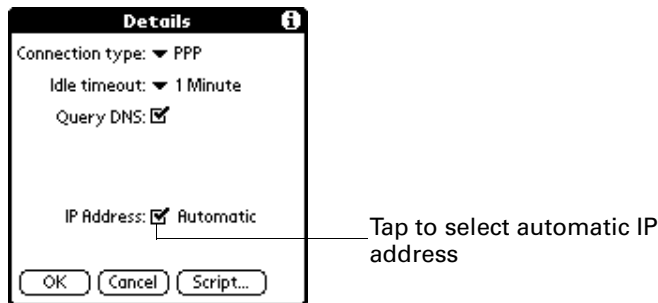 Details
Connection type: PPP
Idle timeout: 1 Minute
Query DNS:
IP Address: Automatic
Tap to select automatic IP
address
OK Cancel Script...